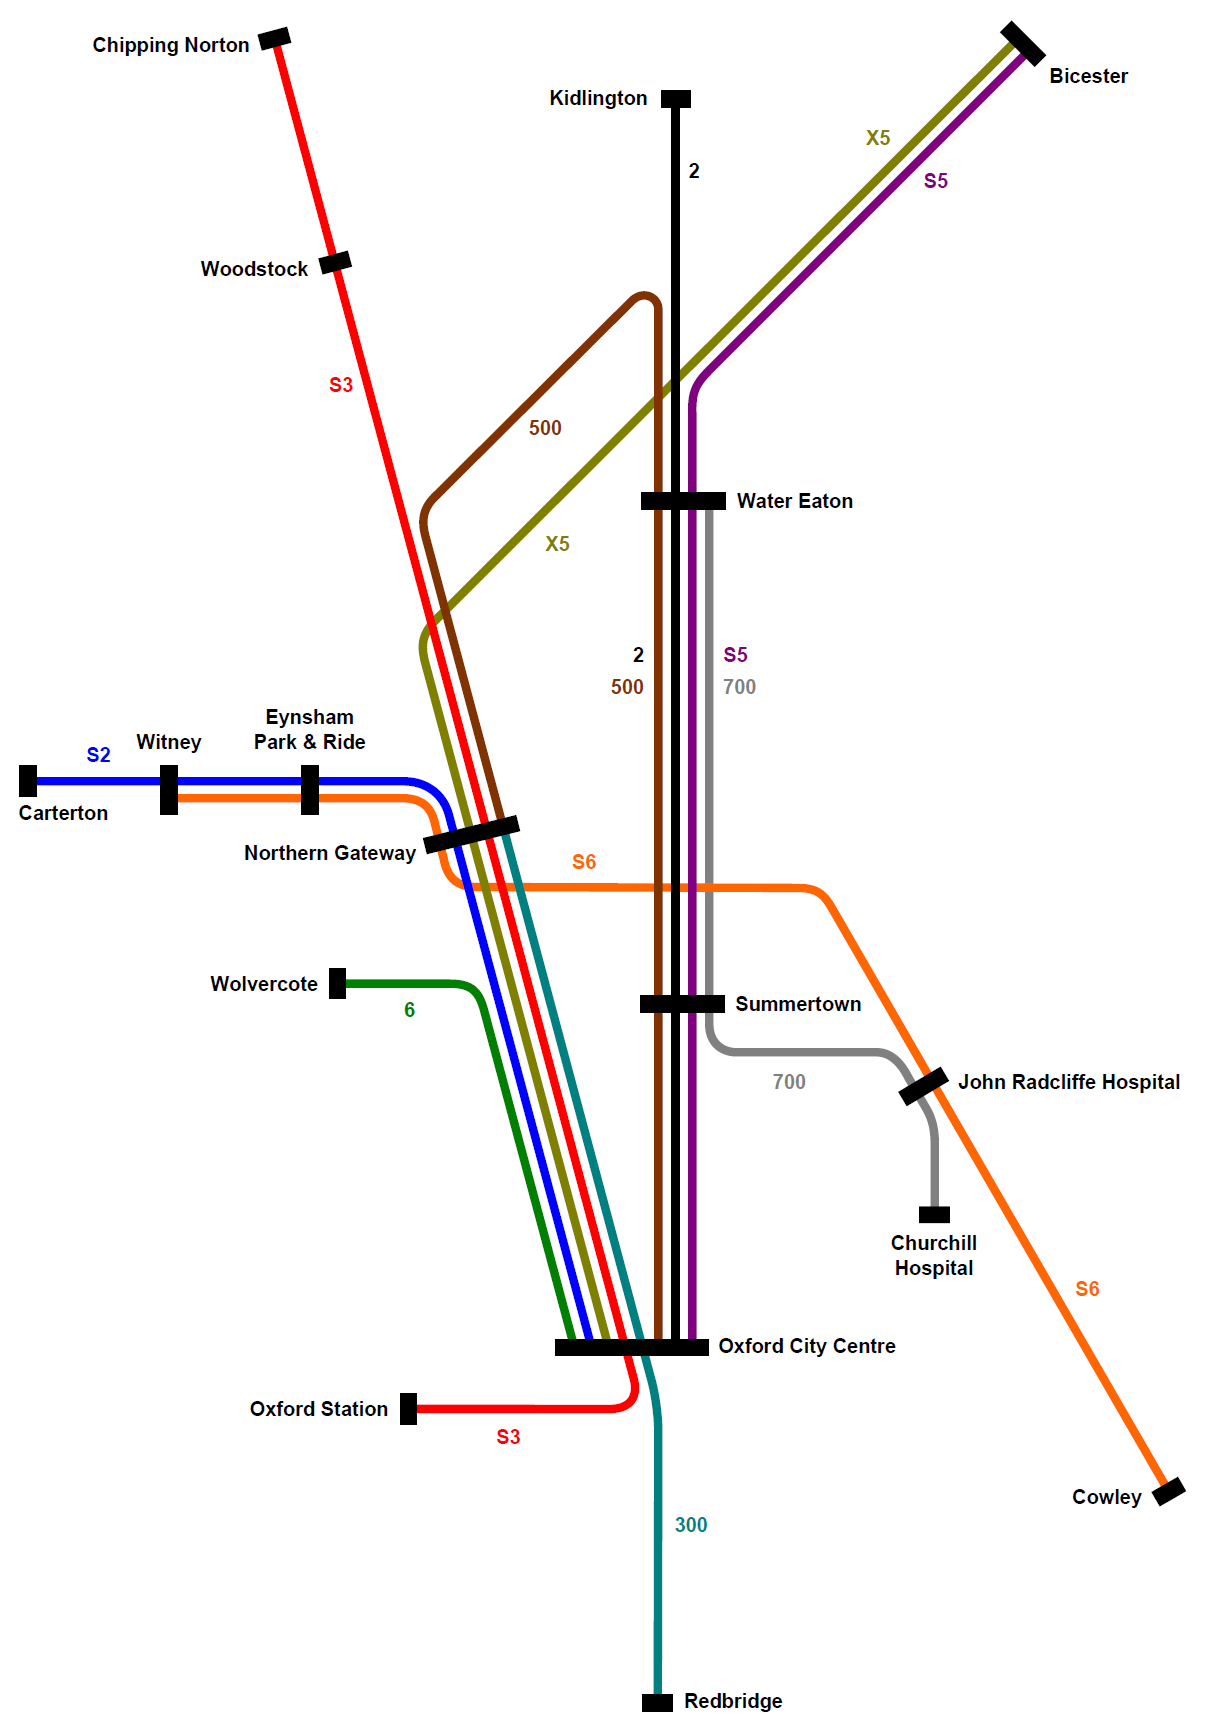 Chipping Norton
Bicester
Kidlington
X5
2
S5
Woodstock
S3
500
Water Eaton
X5
2
S5
500
700
Eynsham
Park & Ride
Witney
S2
Carterton
Northern Gateway
S6
Wolvercote
6
Summertown
700
John Radcliffe Hospital
Churchill
Hospital
S6
Oxford City Centre
Oxford Station
S3
Cowley
300
Redbridge